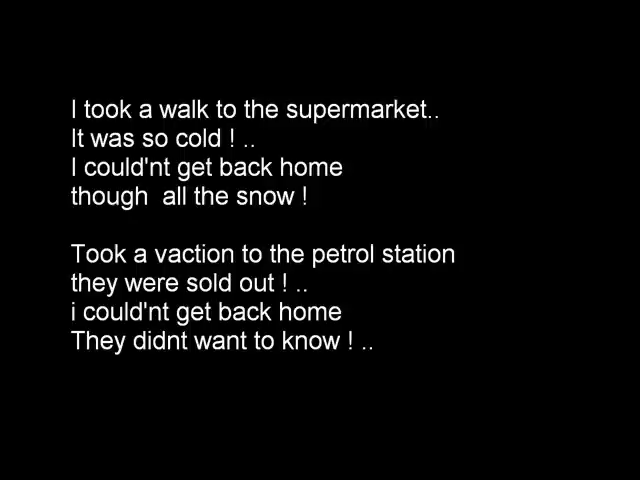 I took a walk to the supermarket..
It was so cold ! ..
I could'nt get back home
though  all the snow !
Took a vaction to the petrol station
they were sold out ! ..
i could'nt get back home
They didnt want to know ! ..